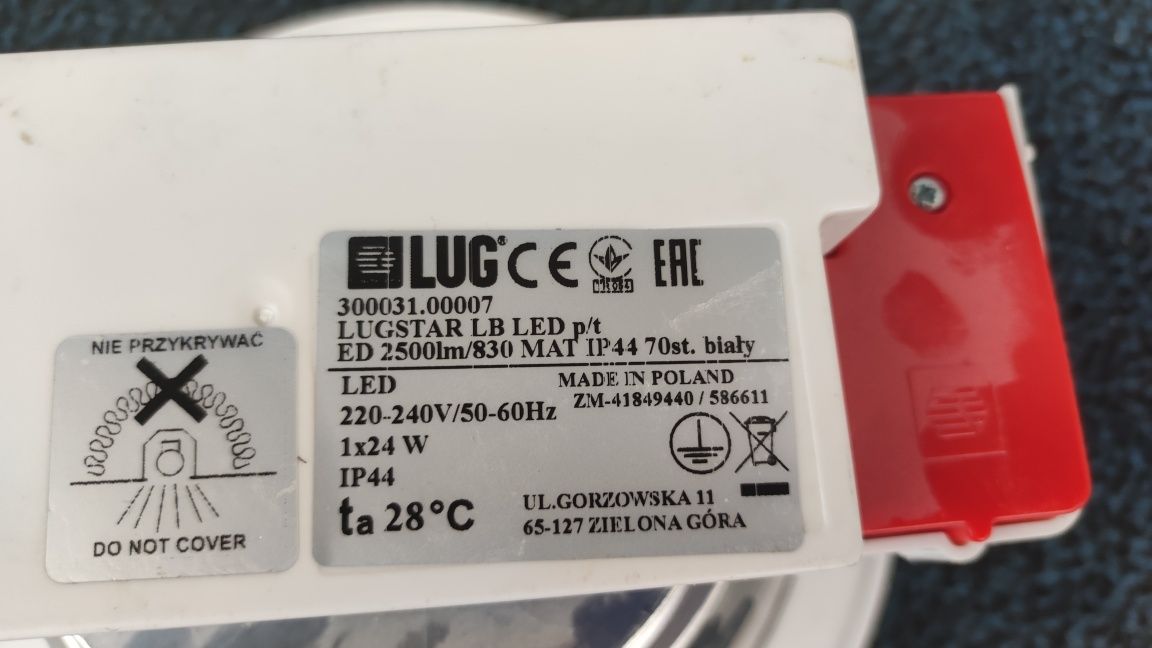 NIE PRZYKRYWAĆ
DO NOT COVER
LUG® CE EAC
300031.00007
LUGSTAR LB LED p/t
ED 2500lm/830 MAT IP44 70st. biały
LED
MADE IN POLAND
220-240V/50-60Hz
ZM-41849440 / 586611
1x24 W
IP44
ta 28°C
UL.GORZOWSKA 11
65-127 ZIELONA GÓRA